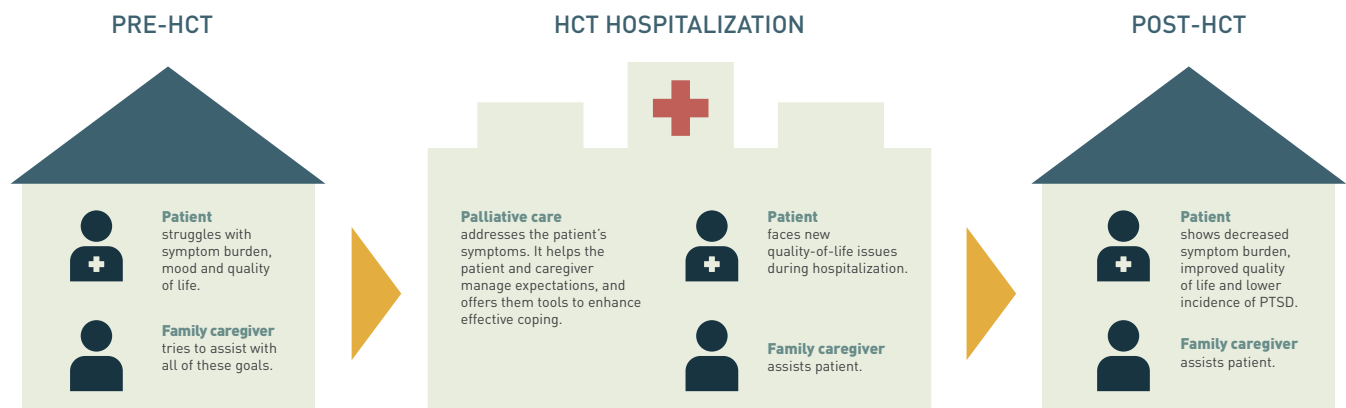 PRE-HCT
Patient
struggles with
symptom burden,
mood and quality
of life.
Family caregiver
tries to assist with
all of these goals.
HCT HOSPITALIZATION
Palliative care
addresses the patient’s
symptoms. It helps the
patient and caregiver
manage expectations, and
offers them tools to enhance
effective coping.
Patient
faces new
quality-of-life issues
during hospitalization.
Family caregiver
assists patient.
POST-HCT
Patient
shows decreased
symptom burden,
improved quality
of life and lower
incidence of PTSD.
Family caregiver
assists patient.